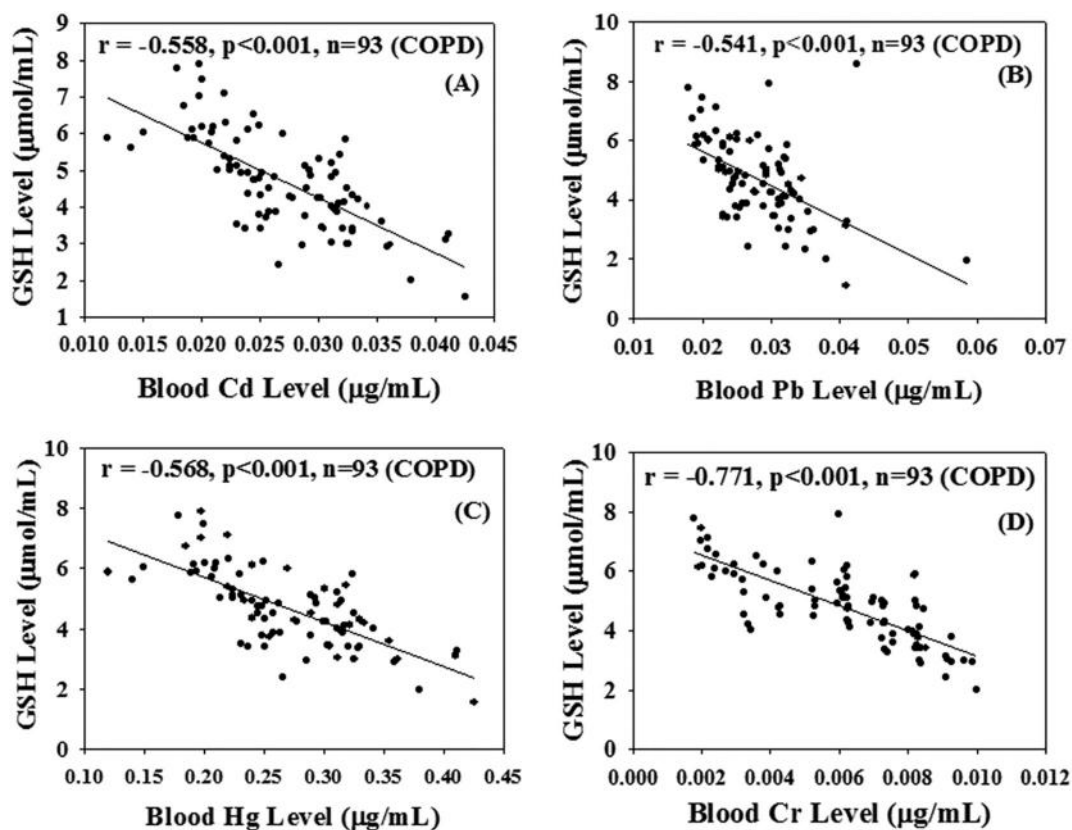 r = -0.558, p<0.001, n=93 (COPD)
(A)
GSH Level (µmol/mL)
9
8
7
6
5
4
3
2
1
0.010 0.015 0.020 0.025 0.030 0.035 0.040 0.045
Blood Cd Level (µg/mL)
r = -0.541, p<0.001, n=93 (COPD)
(B)
GSH Level (µmol/mL)
10
8
6
4
2
0
0.01 0.02 0.03 0.04 0.05 0.06 0.07
Blood Pb Level (µg/mL)
r = -0.568, p<0.001, n=93 (COPD)
(C)
GSH Level (µmol/mL)
10
8
6
4
2
0
0.10 0.15 0.20 0.25 0.30 0.35 0.40 0.45
Blood Hg Level (µg/mL)
r = -0.771, p<0.001, n=93 (COPD)
(D)
GSH Level (µmol/mL)
10
8
6
4
2
0
0.000 0.002 0.004 0.006 0.008 0.010 0.012
Blood Cr Level (µg/mL)